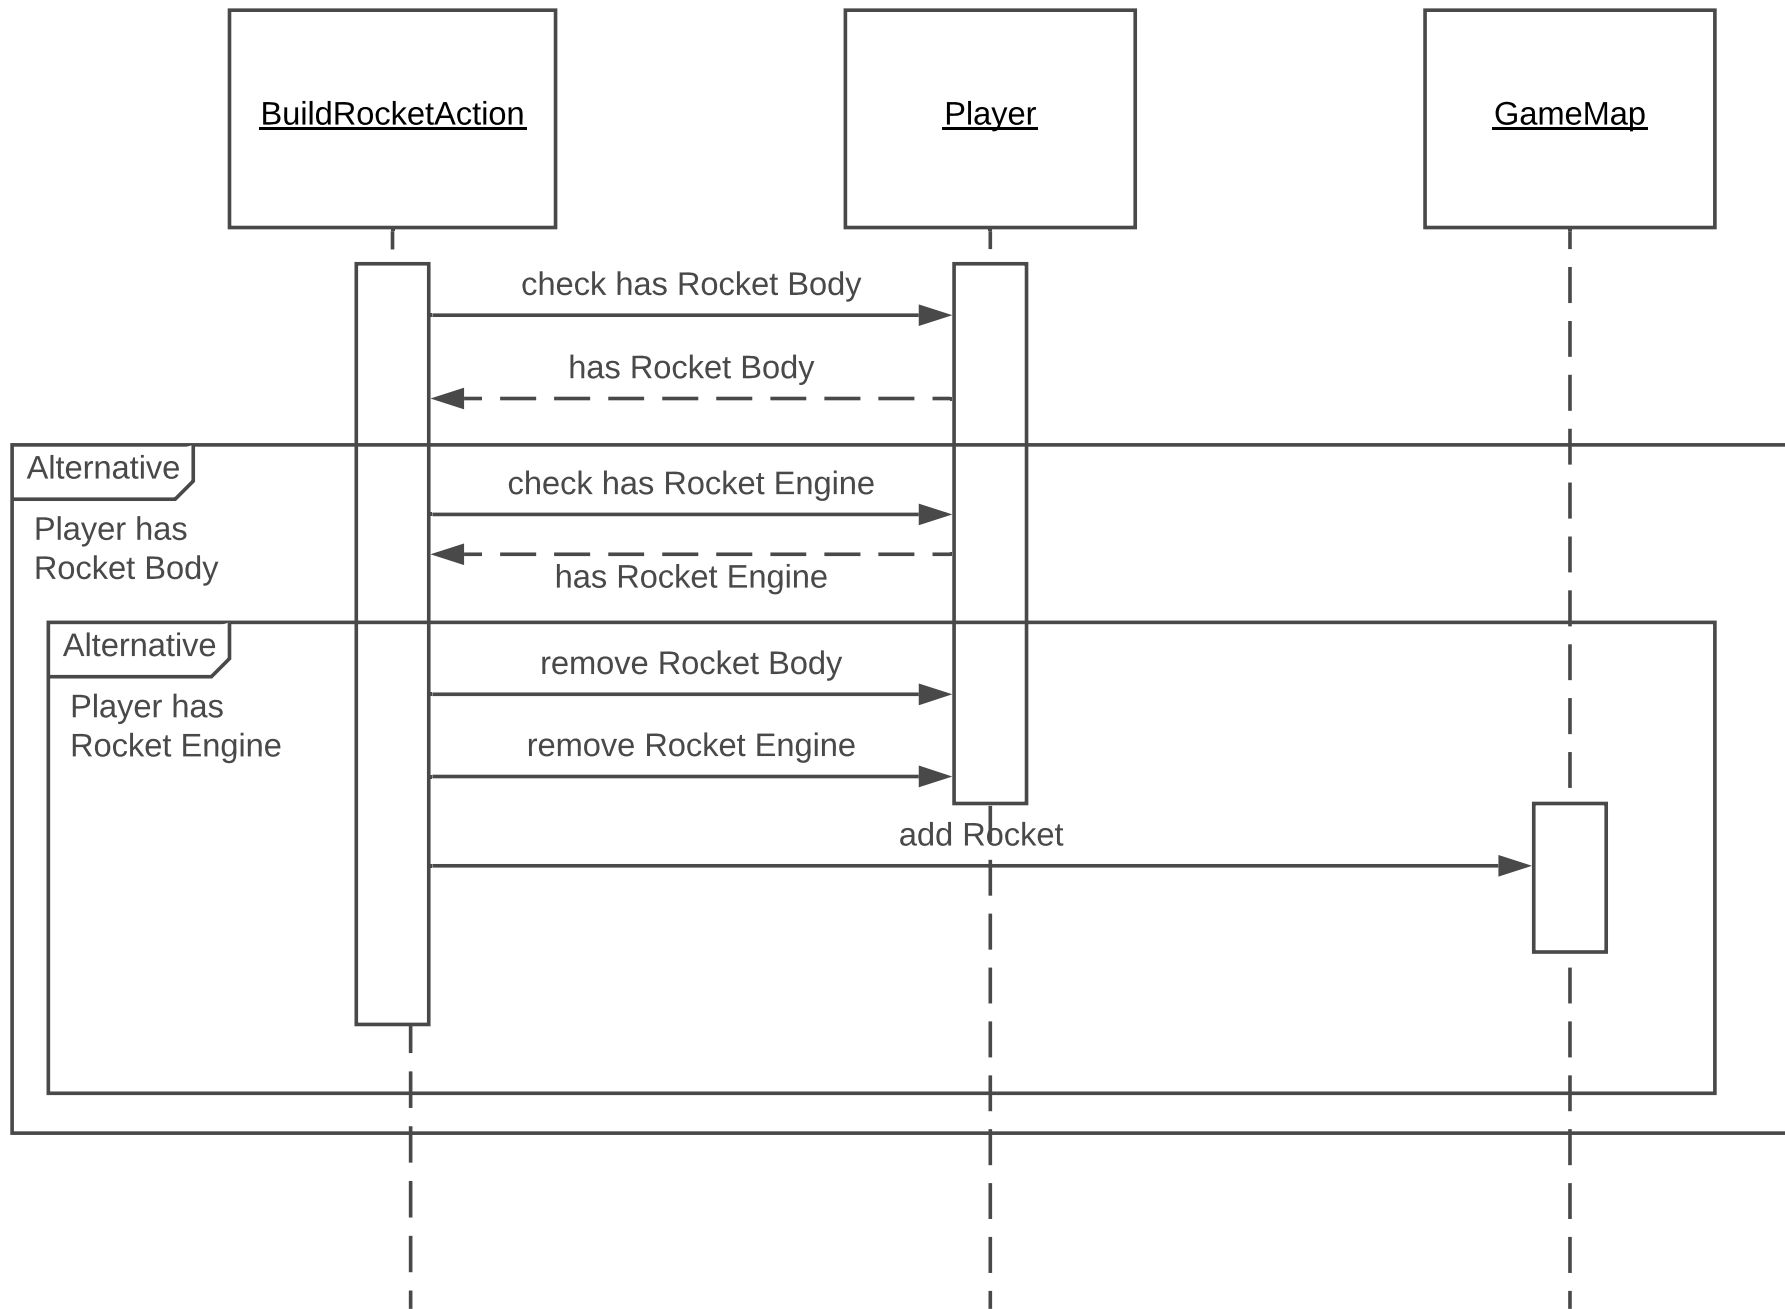 BuildRocketAction
Player
GameMap
check has Rocket Body
has Rocket Body
Alternative
Player has
Rocket Body
check has Rocket Engine
has Rocket Engine
Alternative
Player has
Rocket Engine
remove Rocket Body
remove Rocket Engine
add Rocket